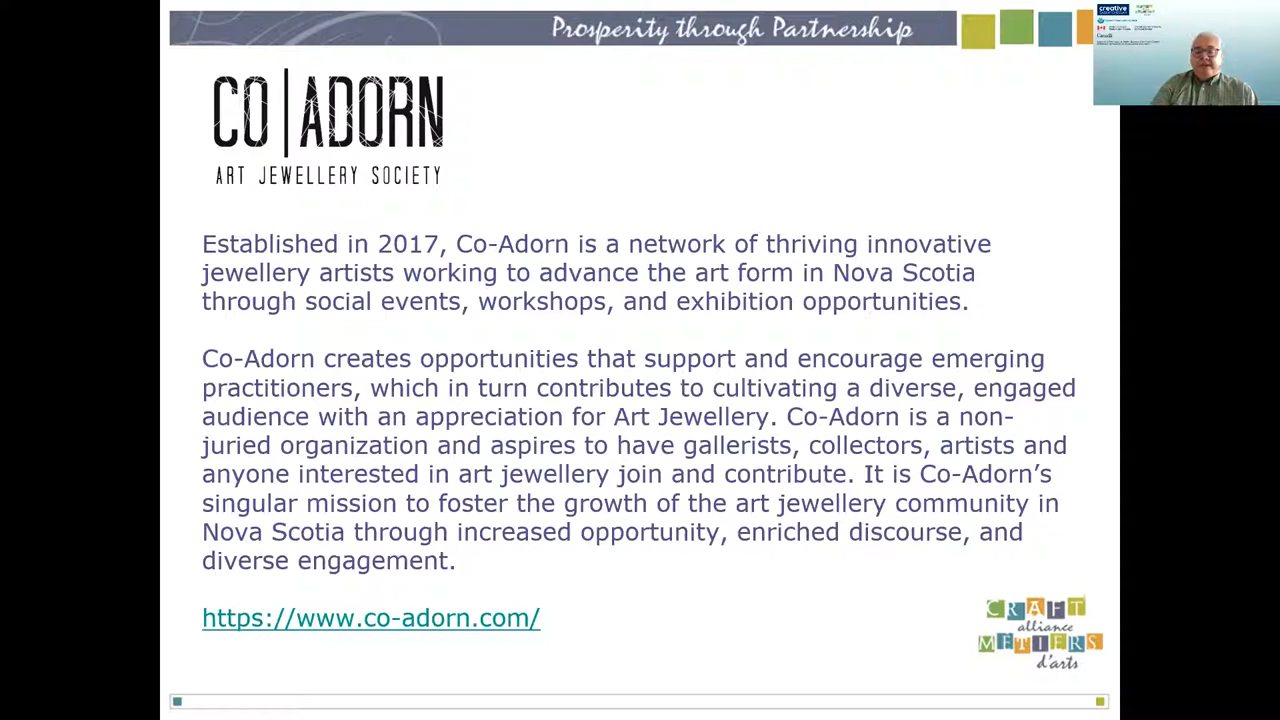 Prosperity through Partnership
creative
Canada
CO|ADORN
ART JEWELLERY SOCIETY
Established in 2017, Co-Adorn is a network of thriving innovative
jewellery artists working to advance the art form in Nova Scotia
through social events, workshops, and exhibition opportunities.
Co-Adorn creates opportunities that support and encourage emerging
practitioners, which in turn contributes to cultivating a diverse, engaged
audience with an appreciation for Art Jewellery. Co-Adorn is a non-
juried organization and aspires to have gallerists, collectors, artists and
anyone interested in art jewellery join and contribute. It is Co-Adorn’s
singular mission to foster the growth of the art jewellery community in
Nova Scotia through increased opportunity, enriched discourse, and
diverse engagement.
https://www.co-adorn.com/
CRAFT
alliance
METIERS
d'arts